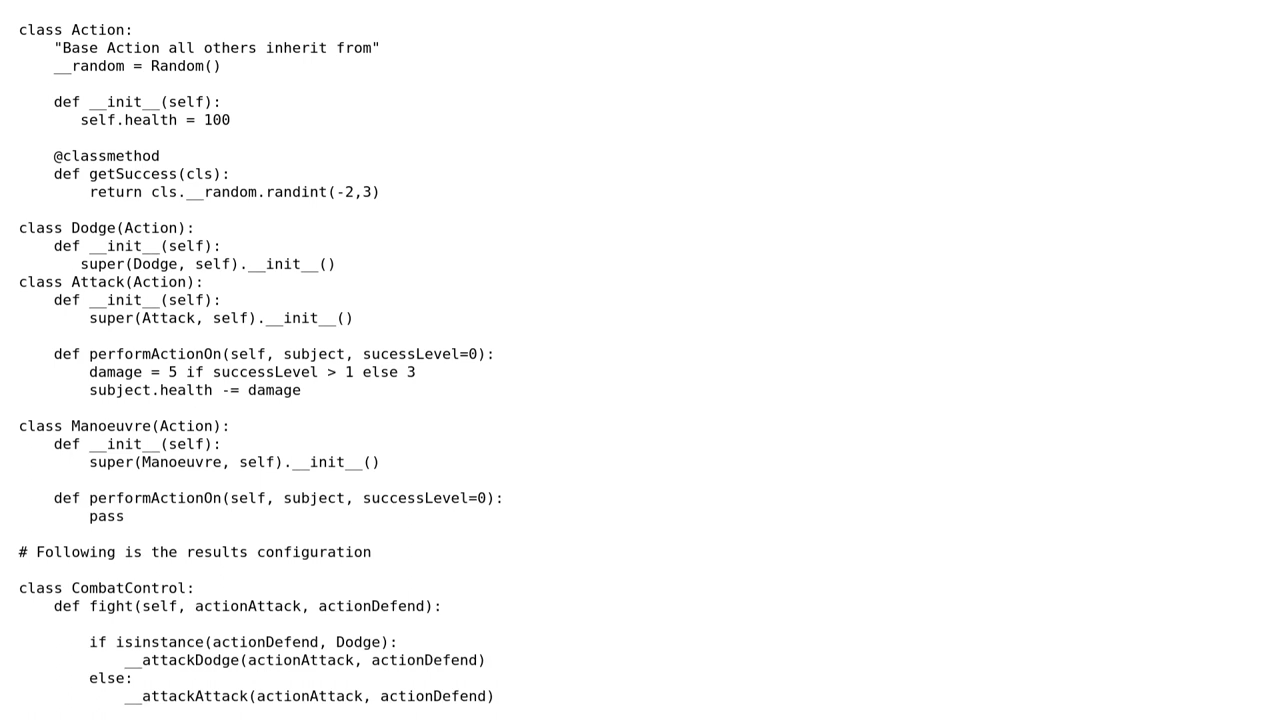 class Action:
    "Base Action all others inherit from"
    __random = Random()

    def __init__(self):
       self.health = 100

    @classmethod
    def getSuccess(cls):
        return cls.__random.randint(-2,3)

class Dodge(Action):
    def __init__(self):
       super(Dodge, self).__init__()
class Attack(Action):
    def __init__(self):
        super(Attack, self).__init__()

    def performActionOn(self, subject, sucessLevel=0):
        damage = 5 if successLevel > 1 else 3
        subject.health -= damage

class Manoeuvre(Action):
    def __init__(self):
        super(Manoeuvre, self).__init__()

    def performActionOn(self, subject, successLevel=0):
        pass

# Following is the results configuration

class CombatControl:
    def fight(self, actionAttack, actionDefend):

        if isinstance(actionDefend, Dodge):
            __attackDodge(actionAttack, actionDefend)
        else:
            __attackAttack(actionAttack, actionDefend)